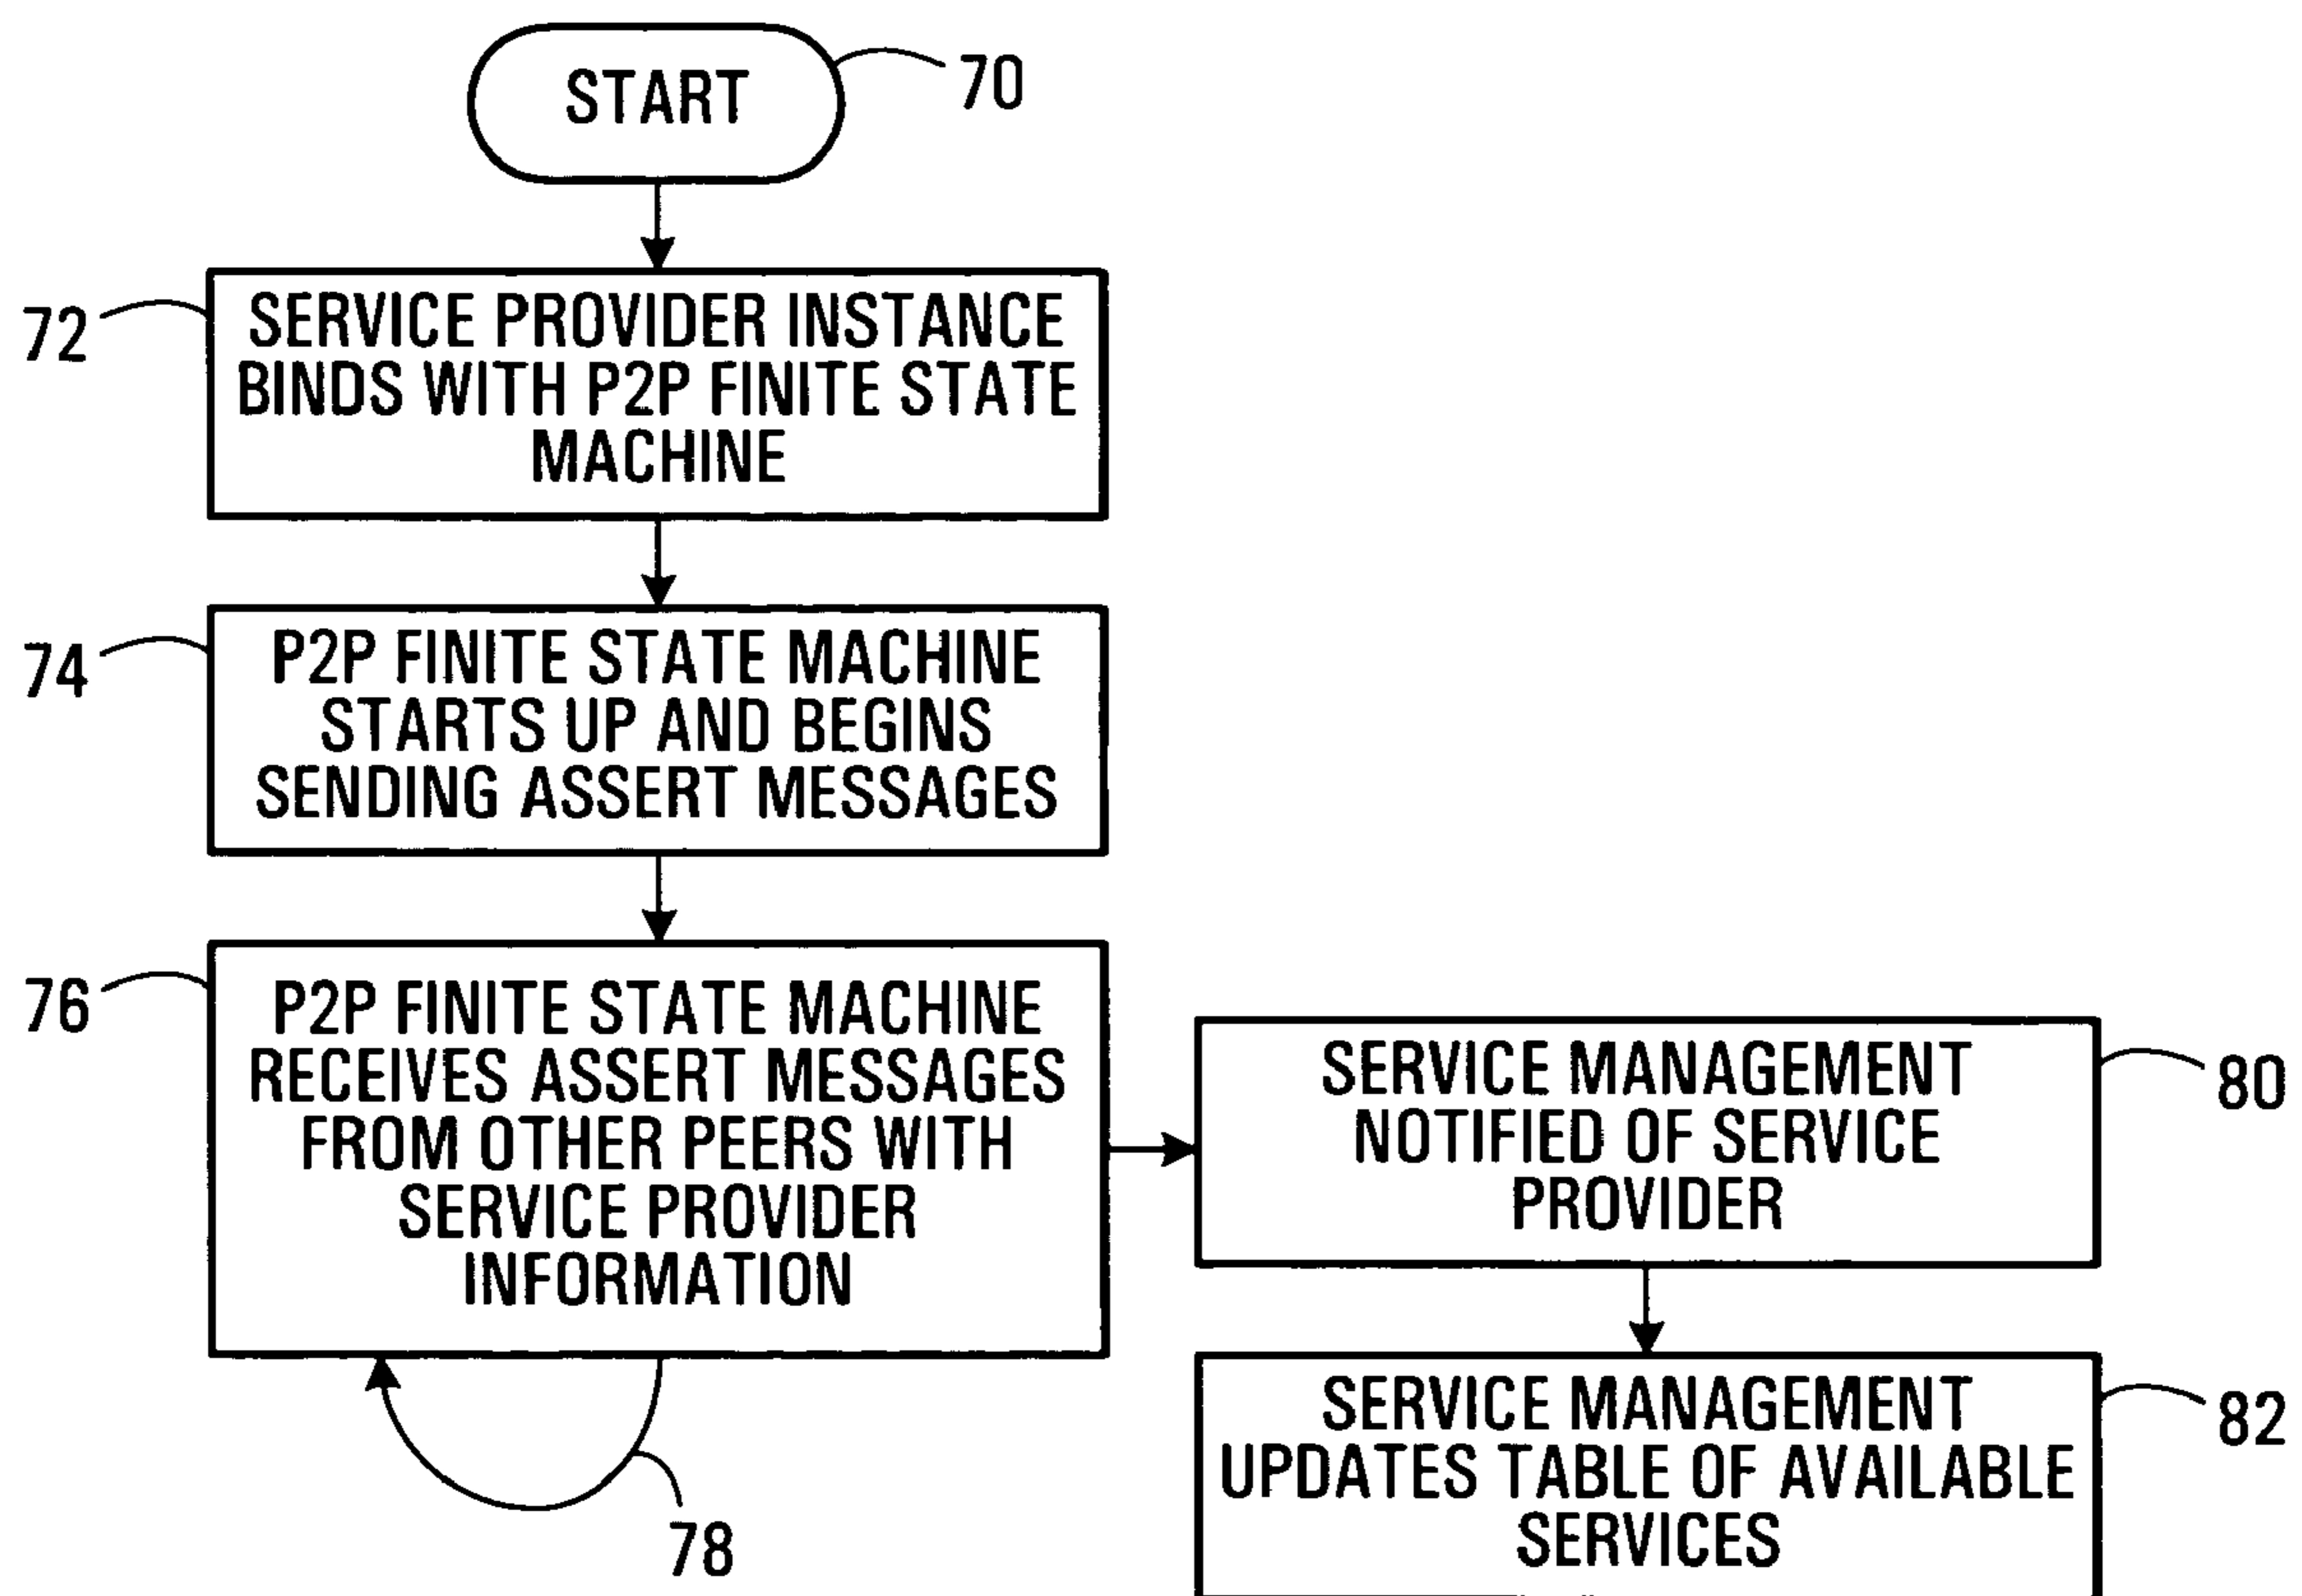 START
70
72
SERVICE PROVIDER INSTANCE
BINDS WITH P2P FINITE STATE
MACHINE
74
P2P FINITE STATE MACHINE
STARTS UP AND BEGINS
SENDING ASSERT MESSAGES
76
P2P FINITE STATE MACHINE
RECEIVES ASSERT MESSAGES
FROM OTHER PEERS WITH
SERVICE PROVIDER
INFORMATION
78
SERVICE MANAGEMENT
NOTIFIED OF SERVICE
PROVIDER
80
SERVICE MANAGEMENT
UPDATES TABLE OF AVAILABLE
SERVICES
82